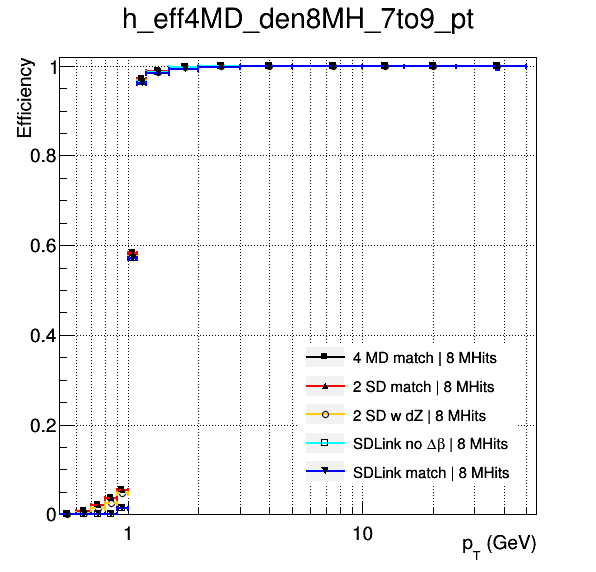 h_eff4MD_den8MH_7to9_pt
Efficiency
1
0.8
0.6
0.4
0.2
0
4 MD match | 8 MHits
2 SD match | 8 MHits
2 SD w dZ | 8 MHits
SDLink no Δβ | 8 MHits
SDLink match | 8 MHits
1 10
p_T (GeV)